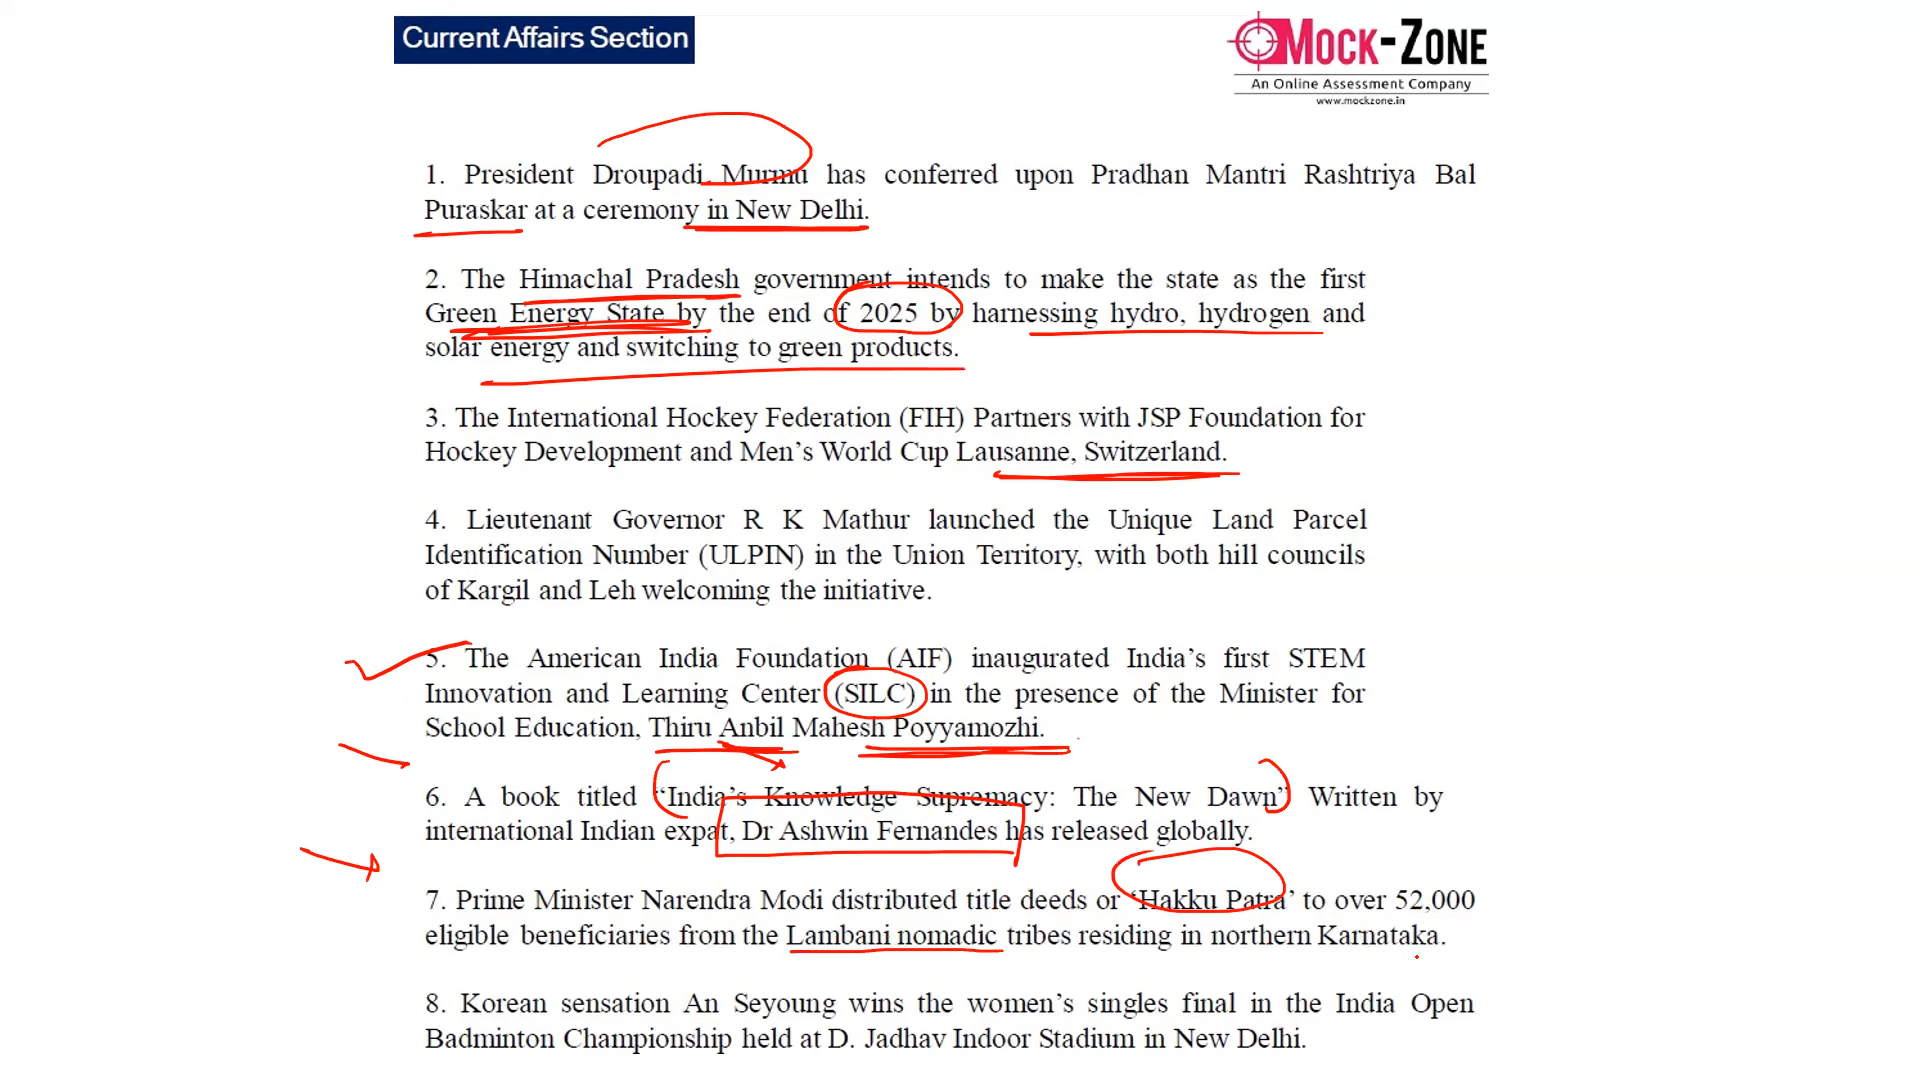 Current Affairs Section
MOCK-ZONE
An Online Assessment Company
www.mockzone.in
1. President Droupadi Murmu has conferred upon Pradhan Mantri Rashtriya Bal
Puraskar at a ceremony in New Delhi.
2. The Himachal Pradesh government intends to make the state as the first
Green Energy State by the end of 2025 by harnessing hydro, hydrogen and
solar energy and switching to green products.
3. The International Hockey Federation (FIH) Partners with JSP Foundation for
Hockey Development and Men’s World Cup Lausanne, Switzerland.
4. Lieutenant Governor R K Mathur launched the Unique Land Parcel
Identification Number (ULPIN) in the Union Territory, with both hill councils
of Kargil and Leh welcoming the initiative.
5. The American India Foundation (AIF) inaugurated India’s first STEM
Innovation and Learning Center (SILC) in the presence of the Minister for
School Education, Thiru Anbil Mahesh Poyyamozhi.
6. A book titled “India’s Knowledge Supremacy: The New Dawn” Written by
international Indian expat, Dr Ashwin Fernandes has released globally.
7. Prime Minister Narendra Modi distributed title deeds or ‘Hakku Patra’ to over 52,000
eligible beneficiaries from the Lambani nomadic tribes residing in northern Karnataka.
8. Korean sensation An Seyoung wins the women’s singles final in the India Open
Badminton Championship held at D. Jadhav Indoor Stadium in New Delhi.